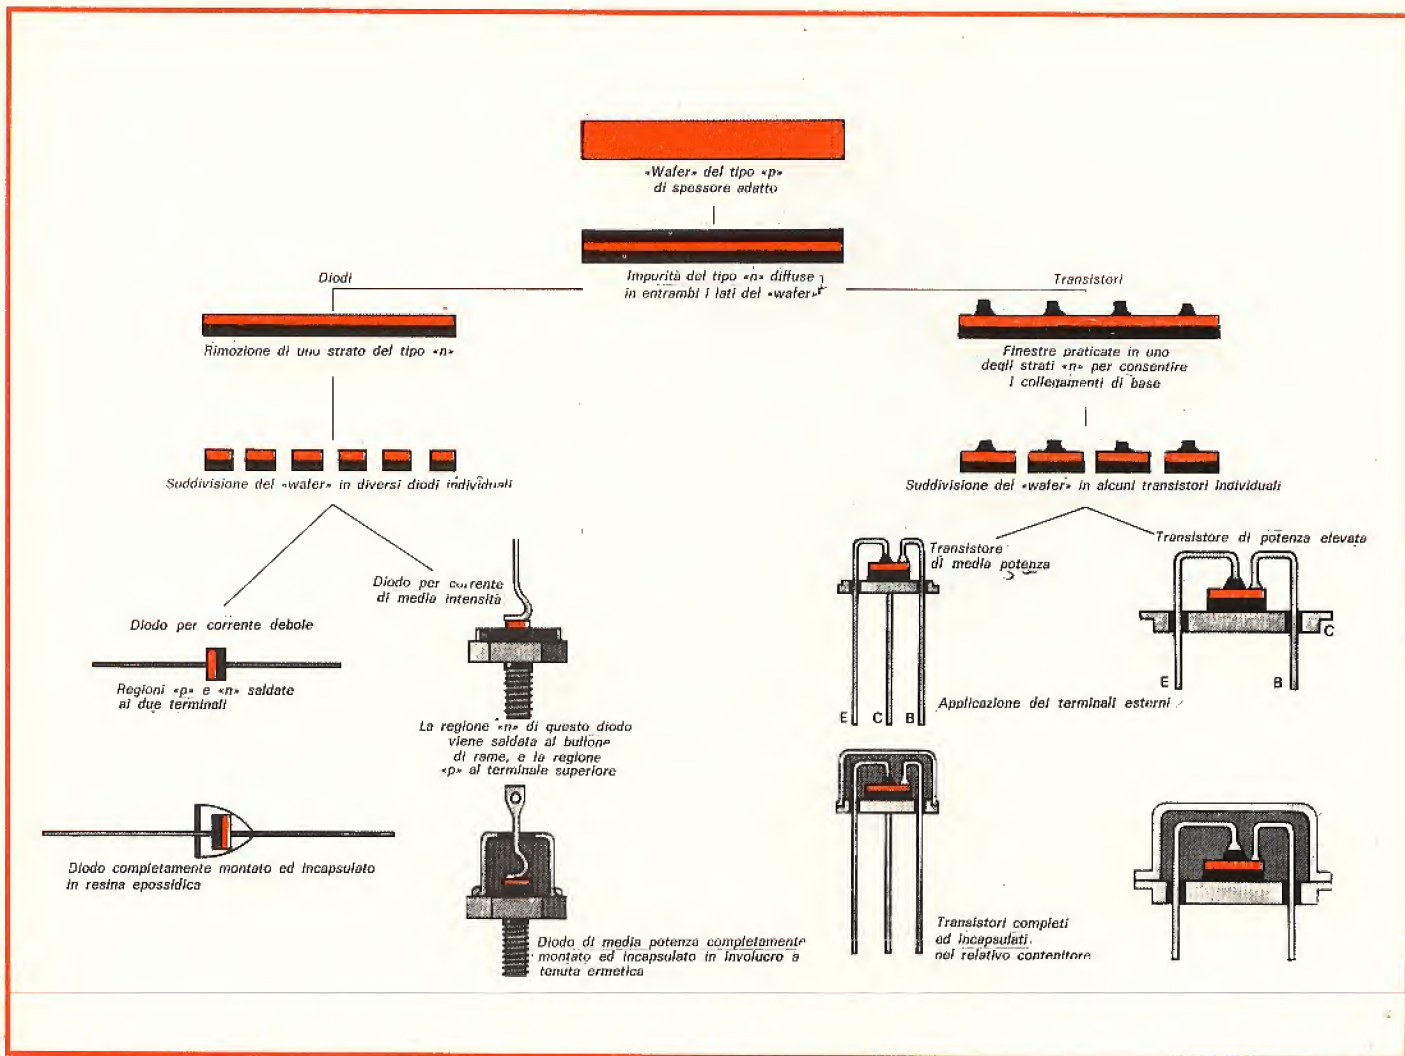 «Wafer» del tipo «p»
di spessore adatto
Impurità del tipo «n» diffuse
in entrambi i lati del «wafer»
Diodi
Transistori
Rimozione di uno strato del tipo «n»
Finestre praticate in uno
degli strati «n» per consentire
i collegamenti di base
Suddivisione del «wafer» in diversi diodi individuali
Suddivisione del «wafer» in alcuni transistori individuali
Diodo per corrente debole
Regioni «p» e «n» saldate
ai due terminali
Diodo per corrente
di media intensità
La regione «n» di questo diodo
viene saldata al bullone
di rame, e la regione
«p» al terminale superiore
Transistore
di media potenza
E C B
Transistore di potenza elevata
C
E B
Applicazione dei terminali esterni
Diodo completamente montato ed incapsulato
in resina epossidica
Diodo di media potenza completamente
montato ed incapsulato in involucro a
tenuta ermetica
Transistori completi
ed incapsulati
nel relativo contenitore